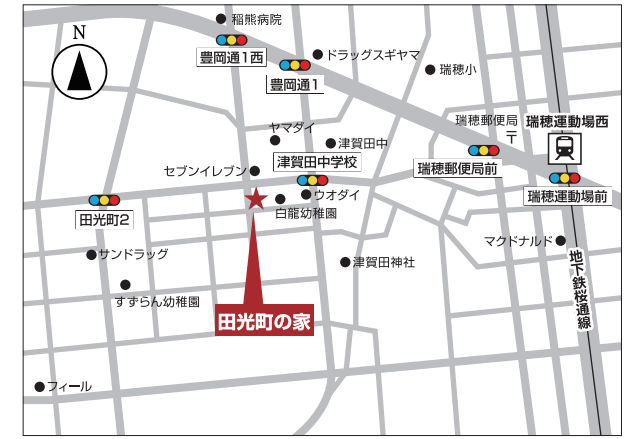 稲熊病院
N
豊岡通1西
ドラッグスギヤマ
瑞穂小
豊岡通1
瑞穂郵便局
〒
瑞穂運動場西
ヤマダイ
津賀田中
津賀田中学校
セブンイレブン
瑞穂郵便局前
瑞穂運動場前
ウオダイ
白龍幼稚園
田光町2
マクドナルド
サンドラッグ
津賀田神社
地下鉄桜通線
すずらん幼稚園
田光町の家
フィール